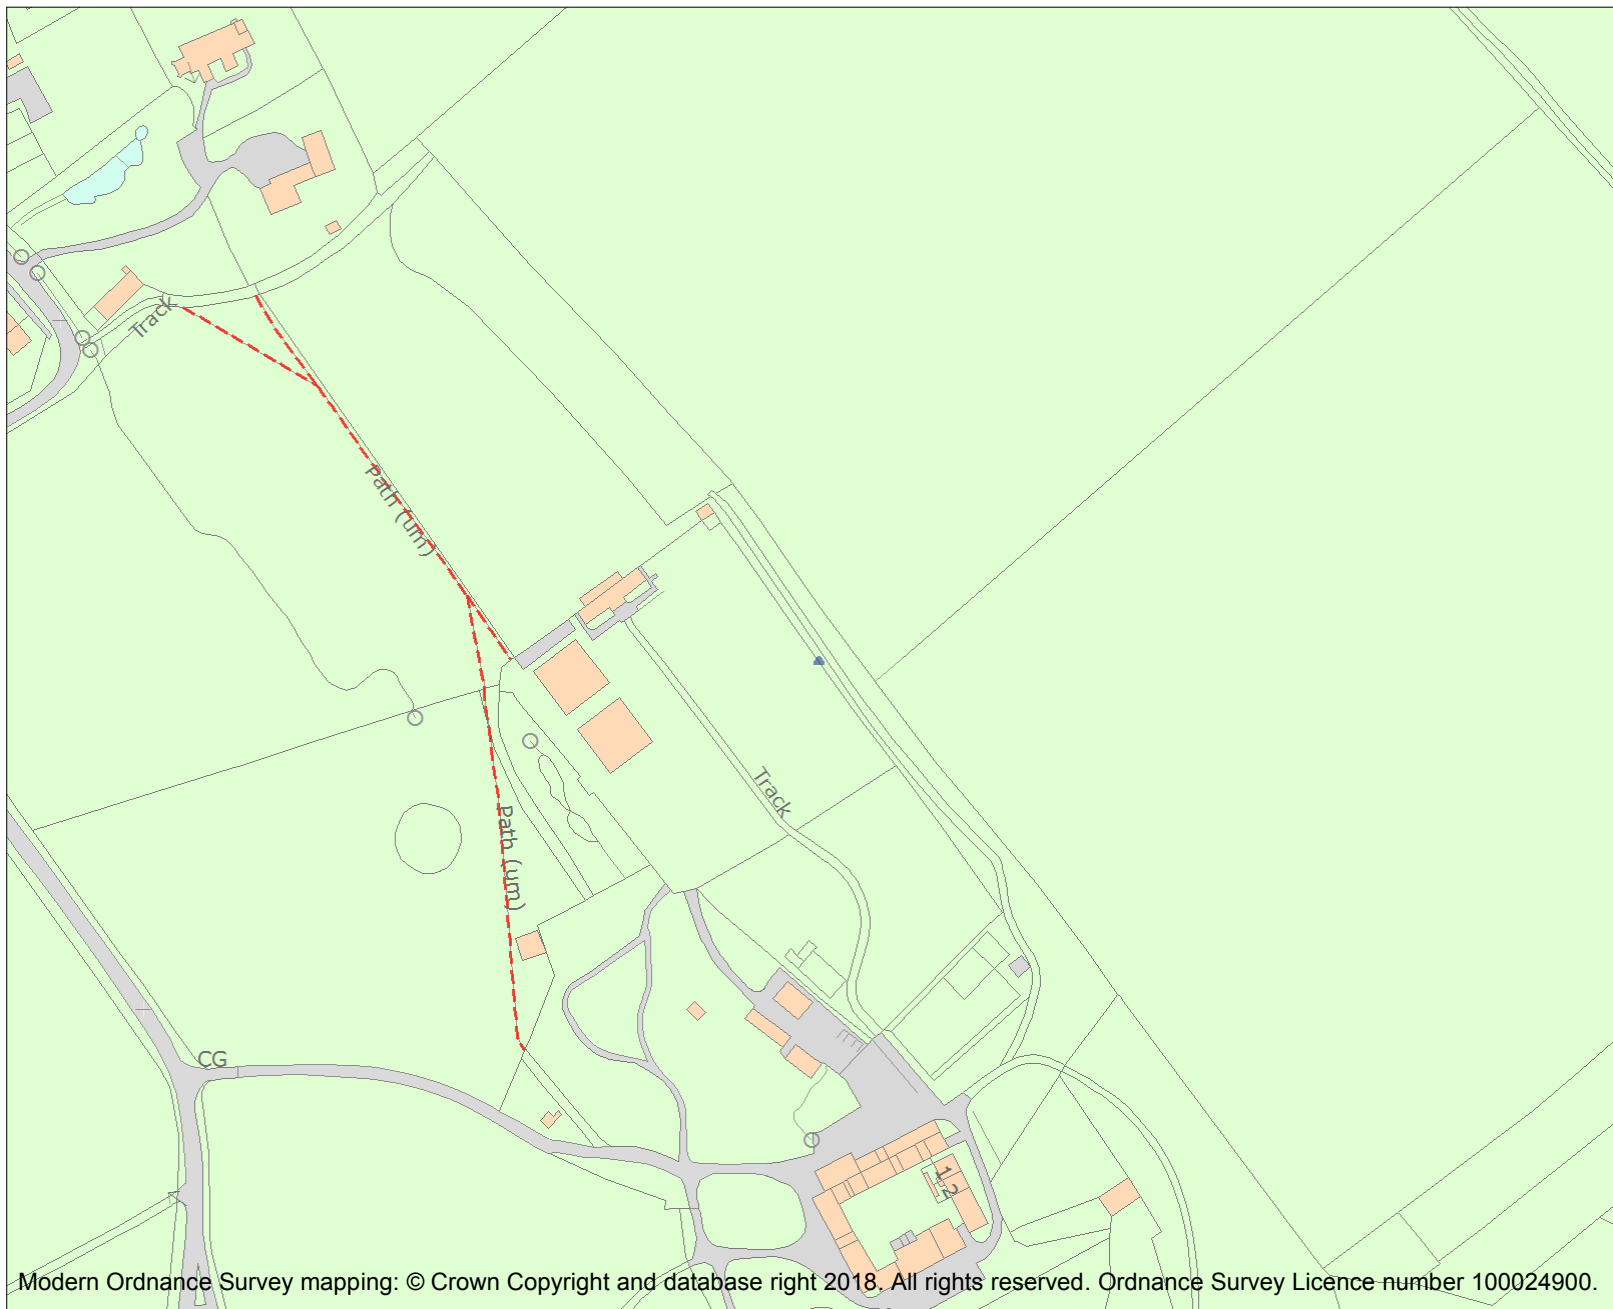 Track
Path (um)
Track
Path (um)
CG
1
2
Modern Ordnance Survey mapping: © Crown Copyright and database right 2018. All rights reserved. Ordnance Survey Licence number 100024900.